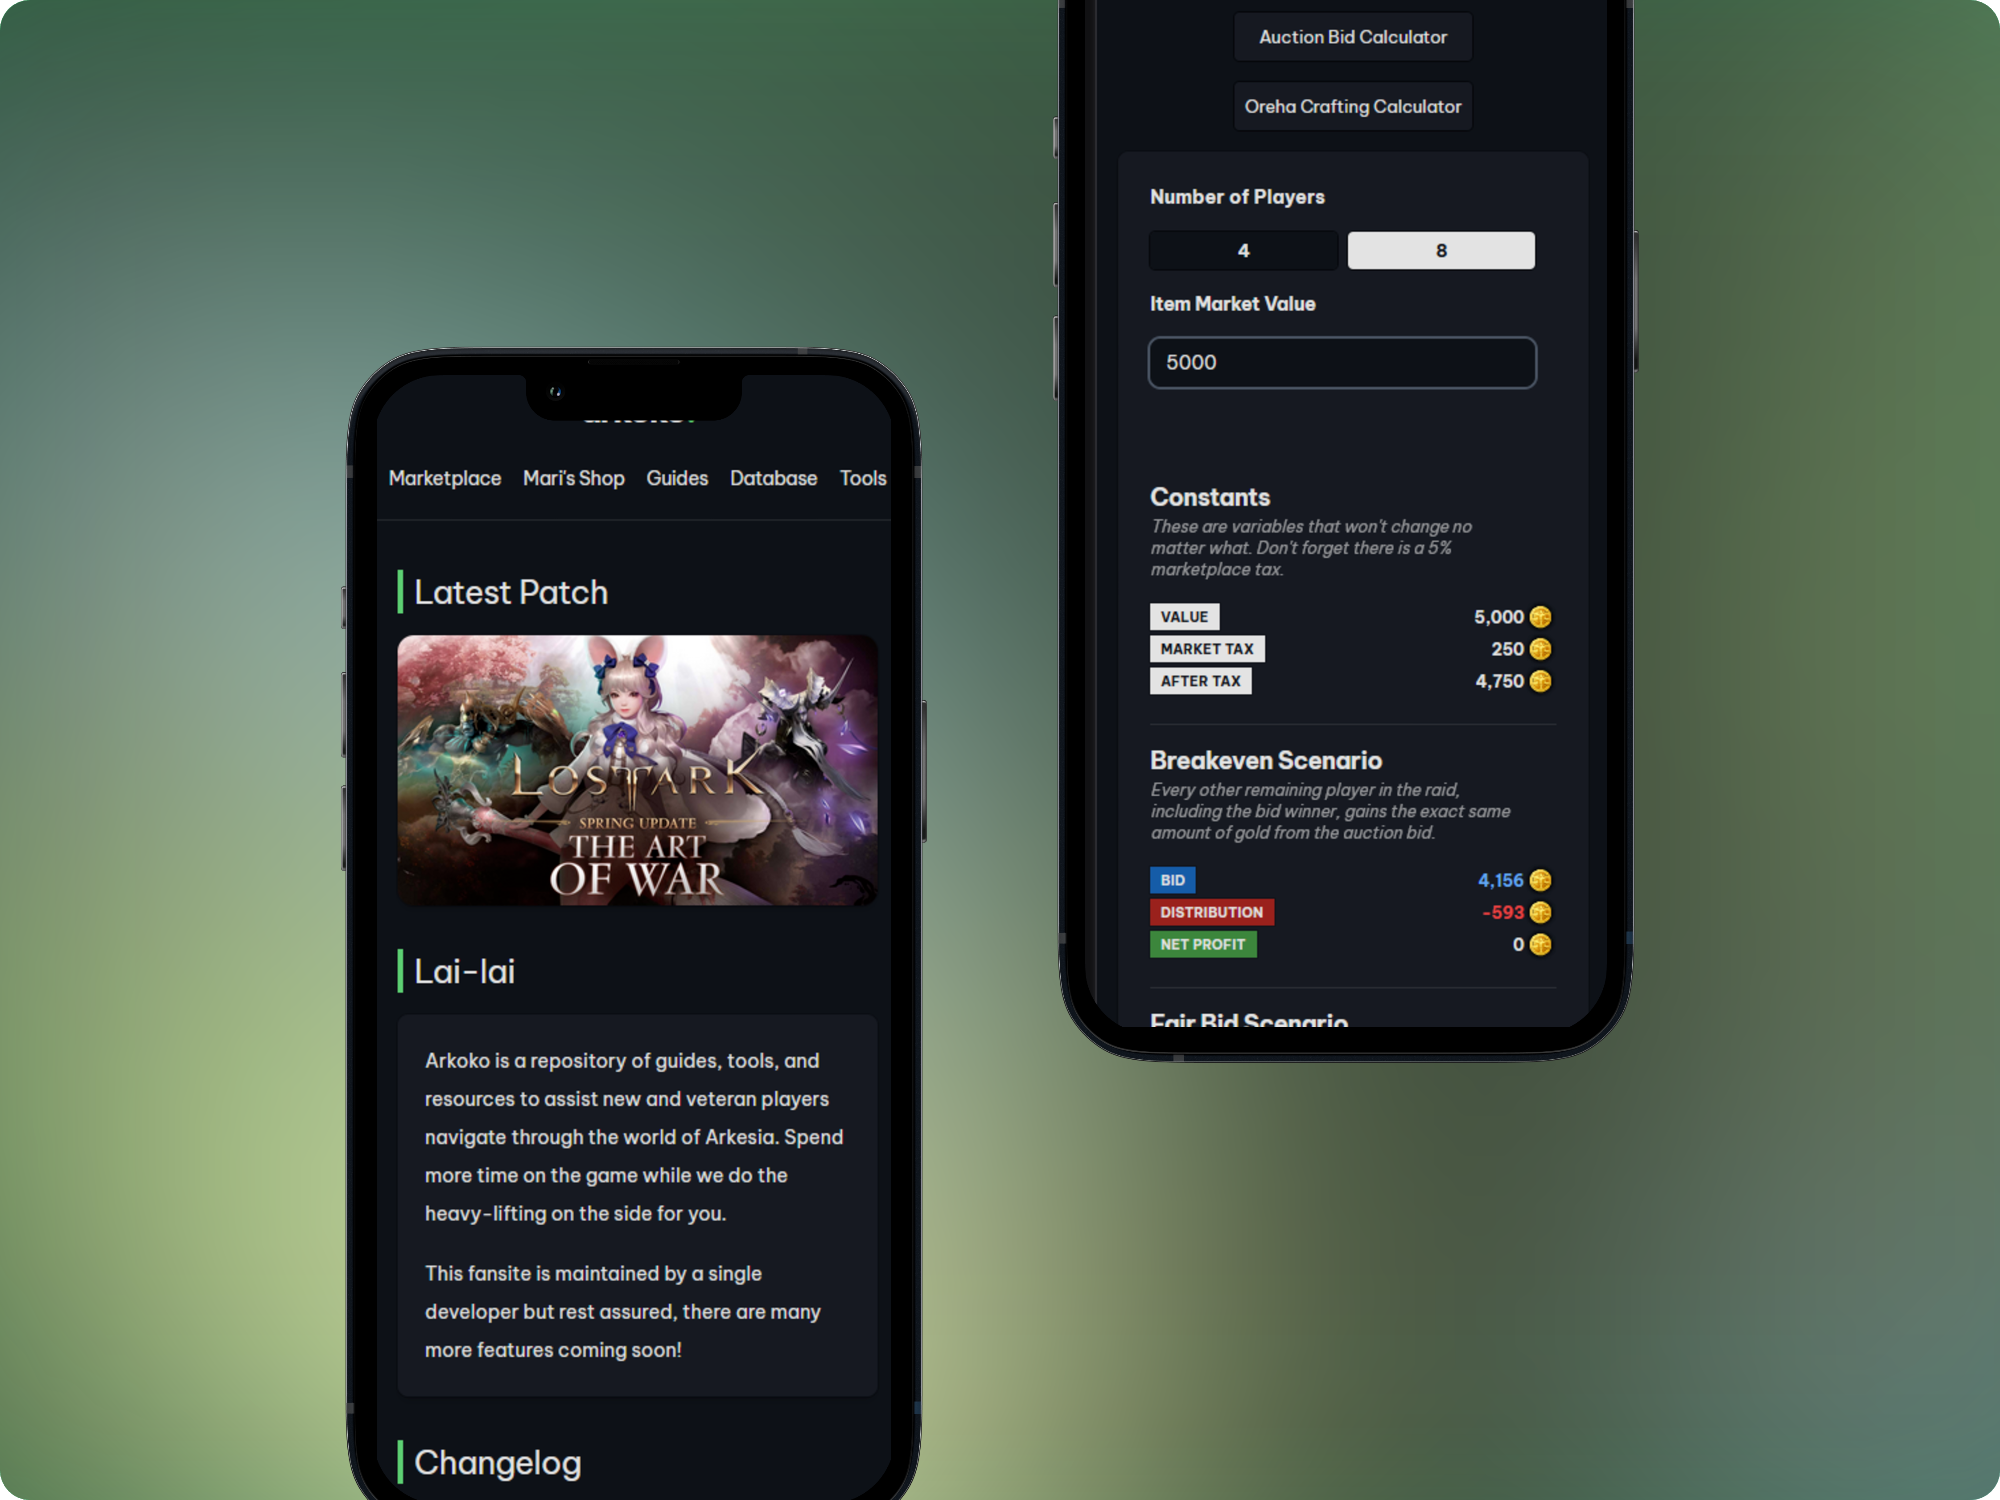 Marketplace Mari's Shop Guides Database Tools
Latest Patch
LOST ARK
SPRING UPDATE
THE ART
OF WAR
Lai-lai
Arkoko is a repository of guides, tools, and
resources to assist new and veteran players
navigate through the world of Arkesia. Spend
more time on the game while we do the
heavy-lifting on the side for you.
This fansite is maintained by a single
developer but rest assured, there are many
more features coming soon!
Changelog
Auction Bid Calculator
Oreha Crafting Calculator
Number of Players
4 8
Item Market Value
5000
Constants
These are variables that won't change no
matter what. Don't forget there is a 5%
marketplace tax.
VALUE 5,000
MARKET TAX 250
AFTER TAX 4,750
Breakeven Scenario
Every other remaining player in the raid,
including the bid winner, gains the exact same
amount of gold from the auction bid.
BID 4,156
DISTRIBUTION -593
NET PROFIT 0
Fair Bid Scenario